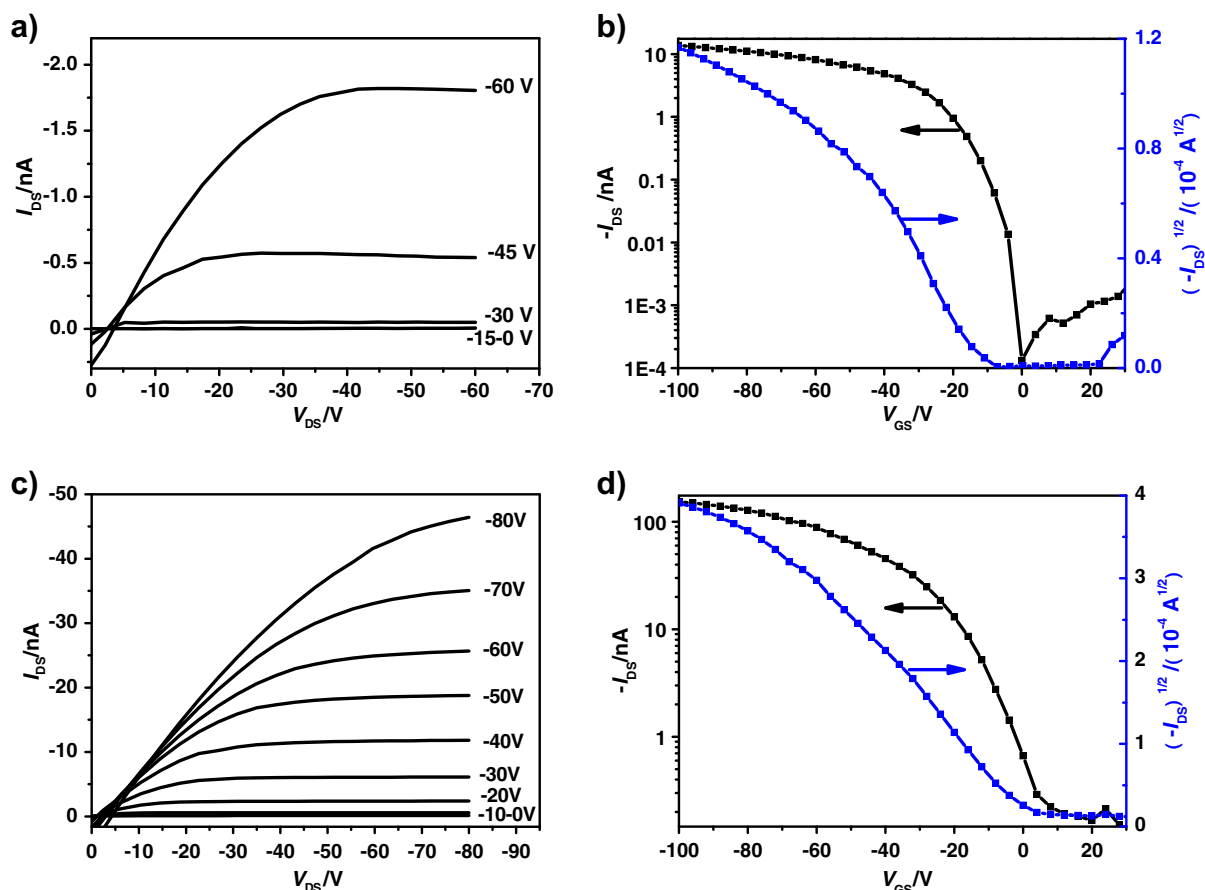 a)
-2.0
-1.5
-1.0
-0.5
0.0
I_DS/nA
-60 V
-45 V
-30 V
-15-0 V
0 -10 -20 -30 -40 -50 -60 -70
V_DS/V
b)
10
1
0.1
0.01
1E-3
1E-4
-I_DS /nA
1.2
0.8
0.4
0.0
(-I_DS)^1/2 /(10^-4 A^1/2)
-100 -80 -60 -40 -20 0 20
V_GS/V
c)
-50
-40
-30
-20
-10
0
I_DS/nA
-80V
-70V
-60V
-50V
-40V
-30V
-20V
-10-0V
0 -10 -20 -30 -40 -50 -60 -70 -80 -90
V_DS/V
d)
100
10
1
-I_DS/nA
4
3
2
1
0
(-I_DS)^1/2 /(10^-4 A^1/2)
-100 -80 -60 -40 -20 0 20
V_GS/V